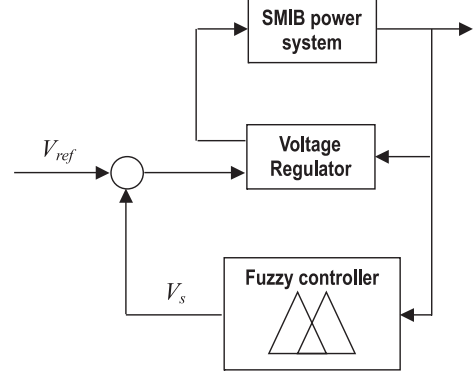 SMIB power
system
Voltage
Regulator
V_ref
Fuzzy controller
V_s